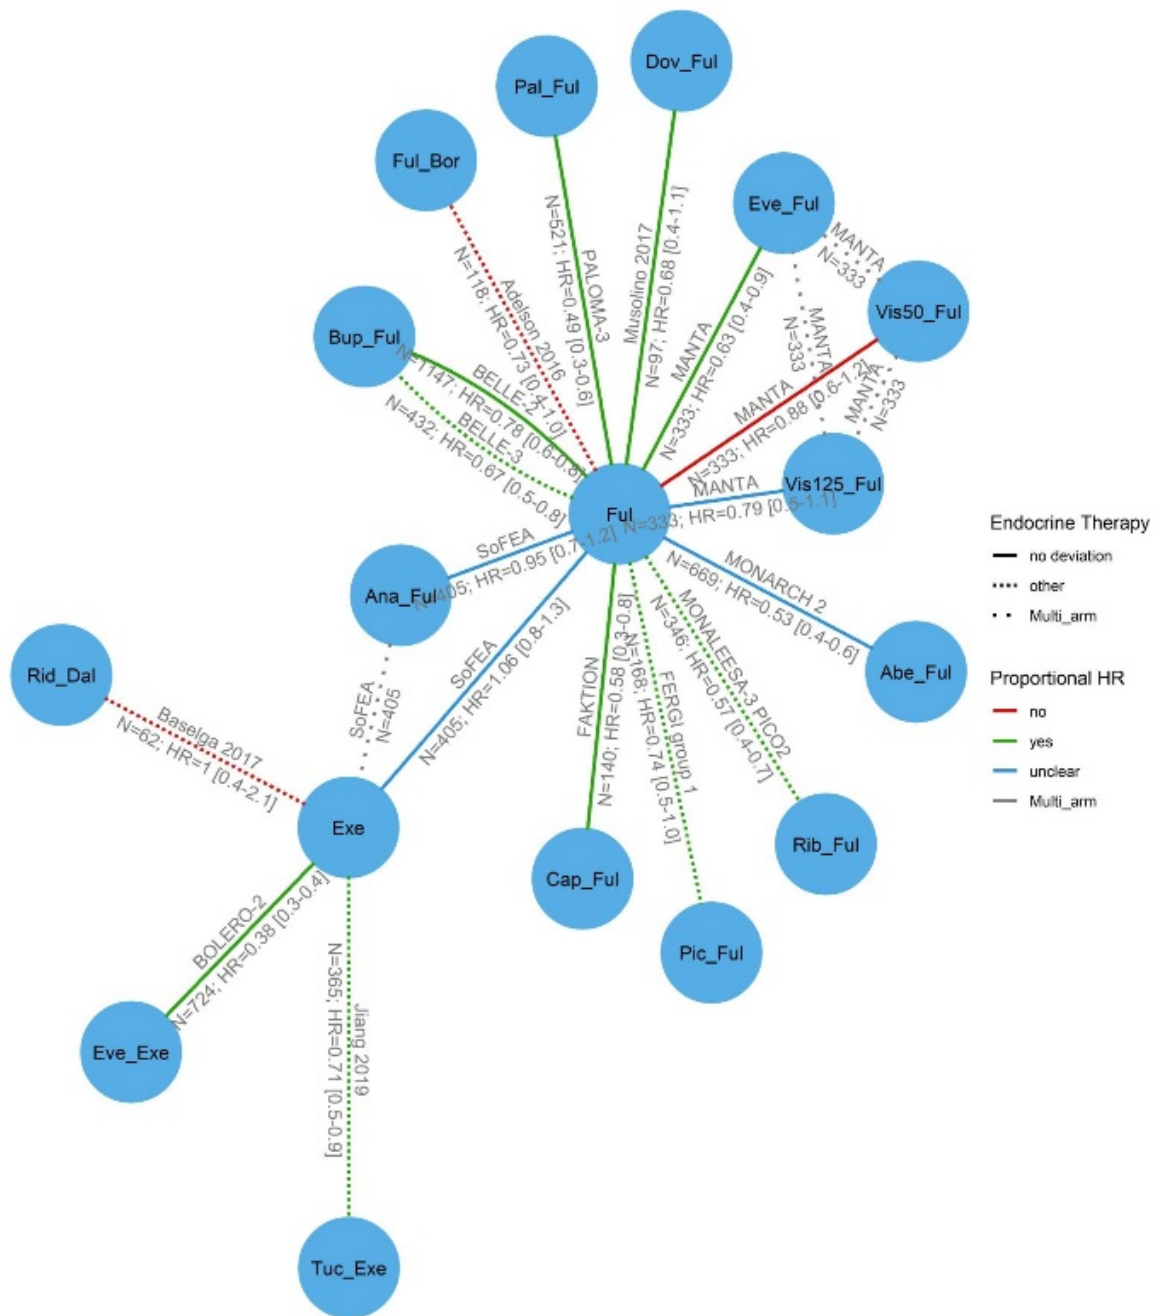 Dov_Ful
Pal_Ful
Ful_Bor
Eve_Ful
MANTA
N=333
Vis50_Ful
Bup_Ful
Adelson 2016
N=118; HR=0.73 [0.4-1.0]
PALOMA-3
N=521; HR=0.49 [0.3-0.6]
Musolino 2017
N=97; HR=0.68 [0.4-1.1]
MANTA
N=333; HR=0.63 [0.4-0.9]
MANTA
N=333
MANTA
N=333; HR=0.88 [0.6-1.2]
MANTA
N=333
BELLE-2
N=1147; HR=0.78 [0.6-0.8]
BELLE-3
N=432; HR=0.67 [0.5-0.8]
Vis125_Ful
Ful
MANTA
N=333; HR=0.79 [0.5-1.1]
Endocrine Therapy
no deviation
other
Multi_arm
Proportional HR
no
yes
unclear
Multi_arm
SoFEA
N=405; HR=0.95 [0.7-1.2]
Ana_Ful
MONARCH 2
N=669; HR=0.53 [0.4-0.6]
Abe_Ful
SoFEA
N=405; HR=1.06 [0.8-1.3]
FAKTION
N=140; HR=0.58 [0.3-0.8]
FERGI group 1
N=168; HR=0.74 [0.5-1.0]
MONALEESA-3 PICO2
N=346; HR=0.57 [0.4-0.7]
Rid_Dal
SoFEA
N=405
Baselga 2017
N=62; HR=1 [0.4-2.1]
Exe
Cap_Ful
Rib_Ful
Pic_Ful
BOLERO-2
N=724; HR=0.38 [0.3-0.4]
Jiang 2019
N=365; HR=0.71 [0.5-0.9]
Eve_Exe
Tuc_Exe